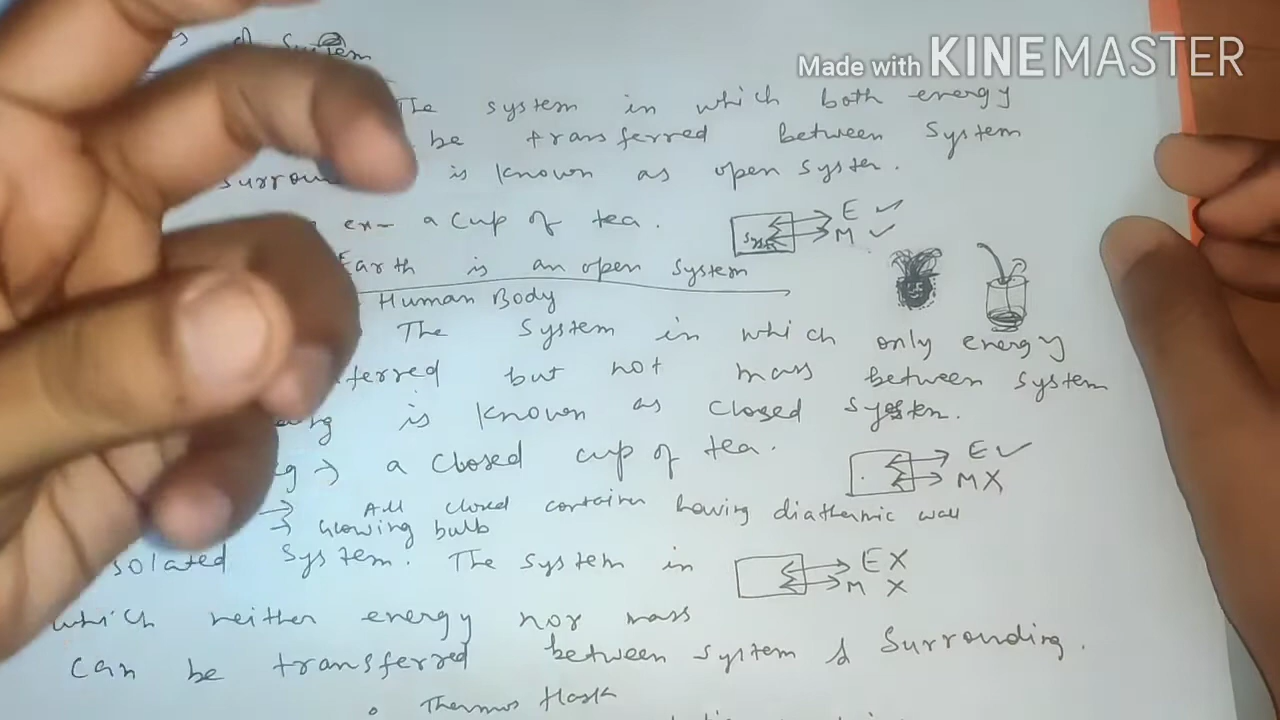 Made with KINEMASTER
System
The system in which both energy
be transferred between system
surroun is known as open system.
ex- a cup of tea. E ✓
Sys M ✓
Earth is an open system
Human Body
The system in which only energy
ferred but not mass between system
is known as closed system.
a closed cup of tea. E ✓
M X
→ All closed container having diathermic wall
→ Glowing bulb
solated system. The system in E X
M X
which neither energy nor mass
can be transferred between system & surrounding.
Thermos flask